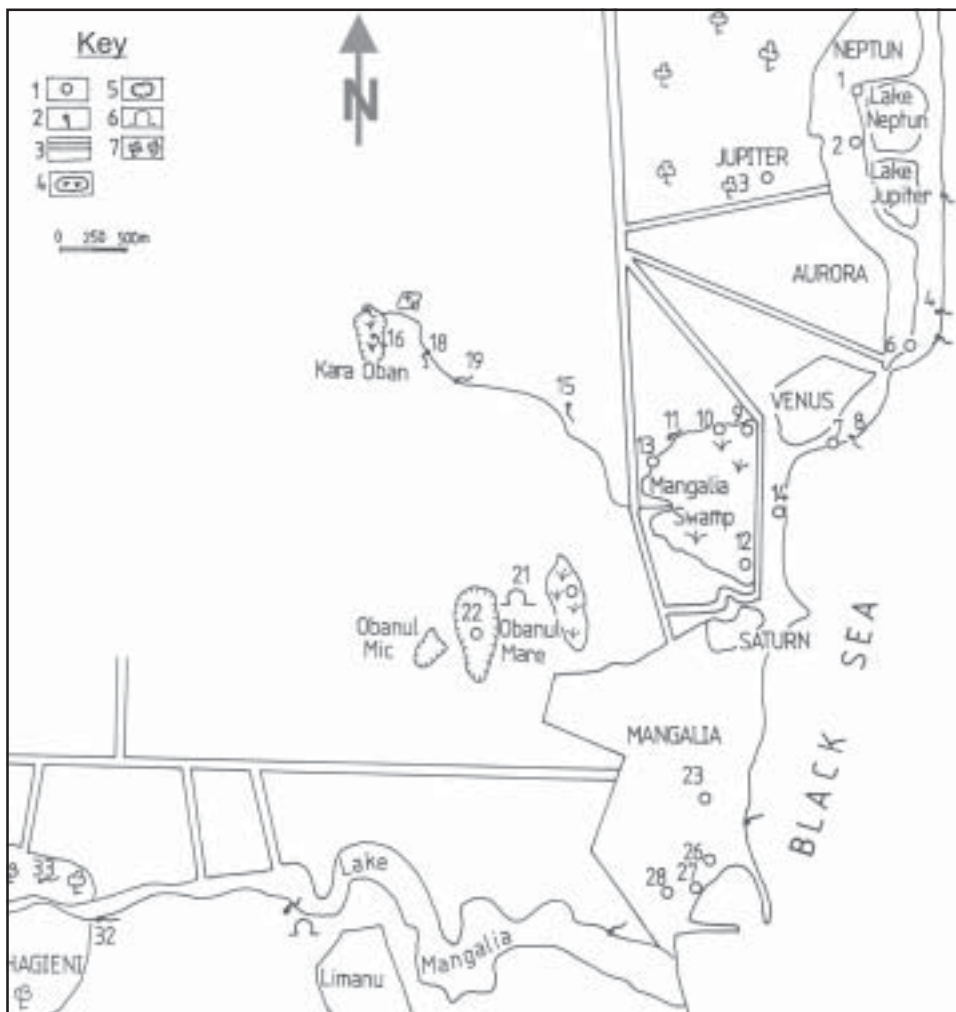 Key
1
5
2
6
3
7
4
0 250 500m
N
NEPTUN
1
Lake
Neptun
2
JUPITER
3
Lake
Jupiter
AURORA
4
6
16
18
19
Kara Oban
15
VENUS
7
8
9
10
11
13
Mangalia
Swamp
14
12
21
22
Obanul
Mic
Obanul
Mare
SATURN
BLACK SEA
MANGALIA
23
26
27
28
Lake
Mangalia
33
32
HAGIENI
Limanu